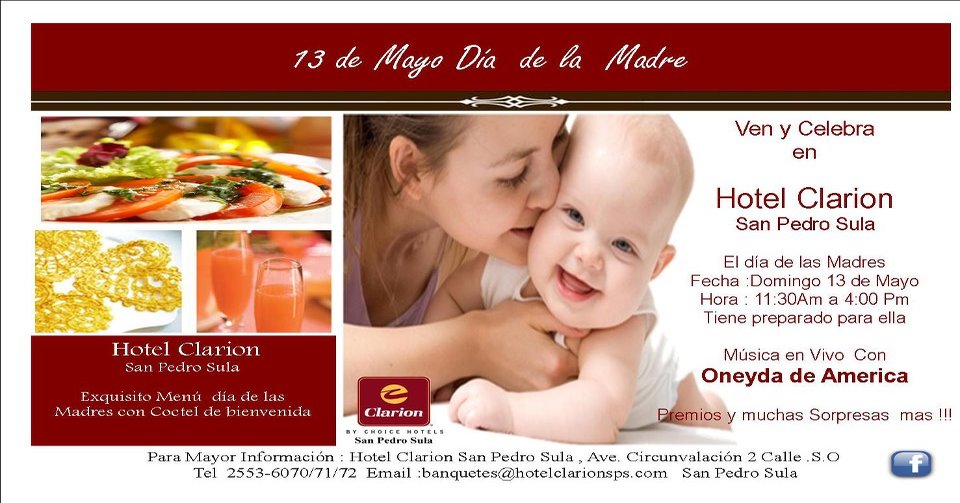 13 de Mayo Día de la Madre
Ven y Celebra
en
Hotel Clarion
San Pedro Sula
El día de las Madres
Fecha :Domingo 13 de Mayo
Hora : 11:30Am a 4:00 Pm
Tiene preparado para ella
Música en Vivo Con
Oneyda de America
Premios y muchas Sorpresas mas !!!
Hotel Clarion
San Pedro Sula
Exquisito Menú día de las
Madres con Coctel de bienvenida
Clarion
BY CHOICE HOTELS
San Pedro Sula
Para Mayor Información : Hotel Clarion San Pedro Sula , Ave. Circunvalación 2 Calle .S.O
Tel 2553-6070/71/72 Email :banquetes@hotelclarionsps.com San Pedro Sula
f